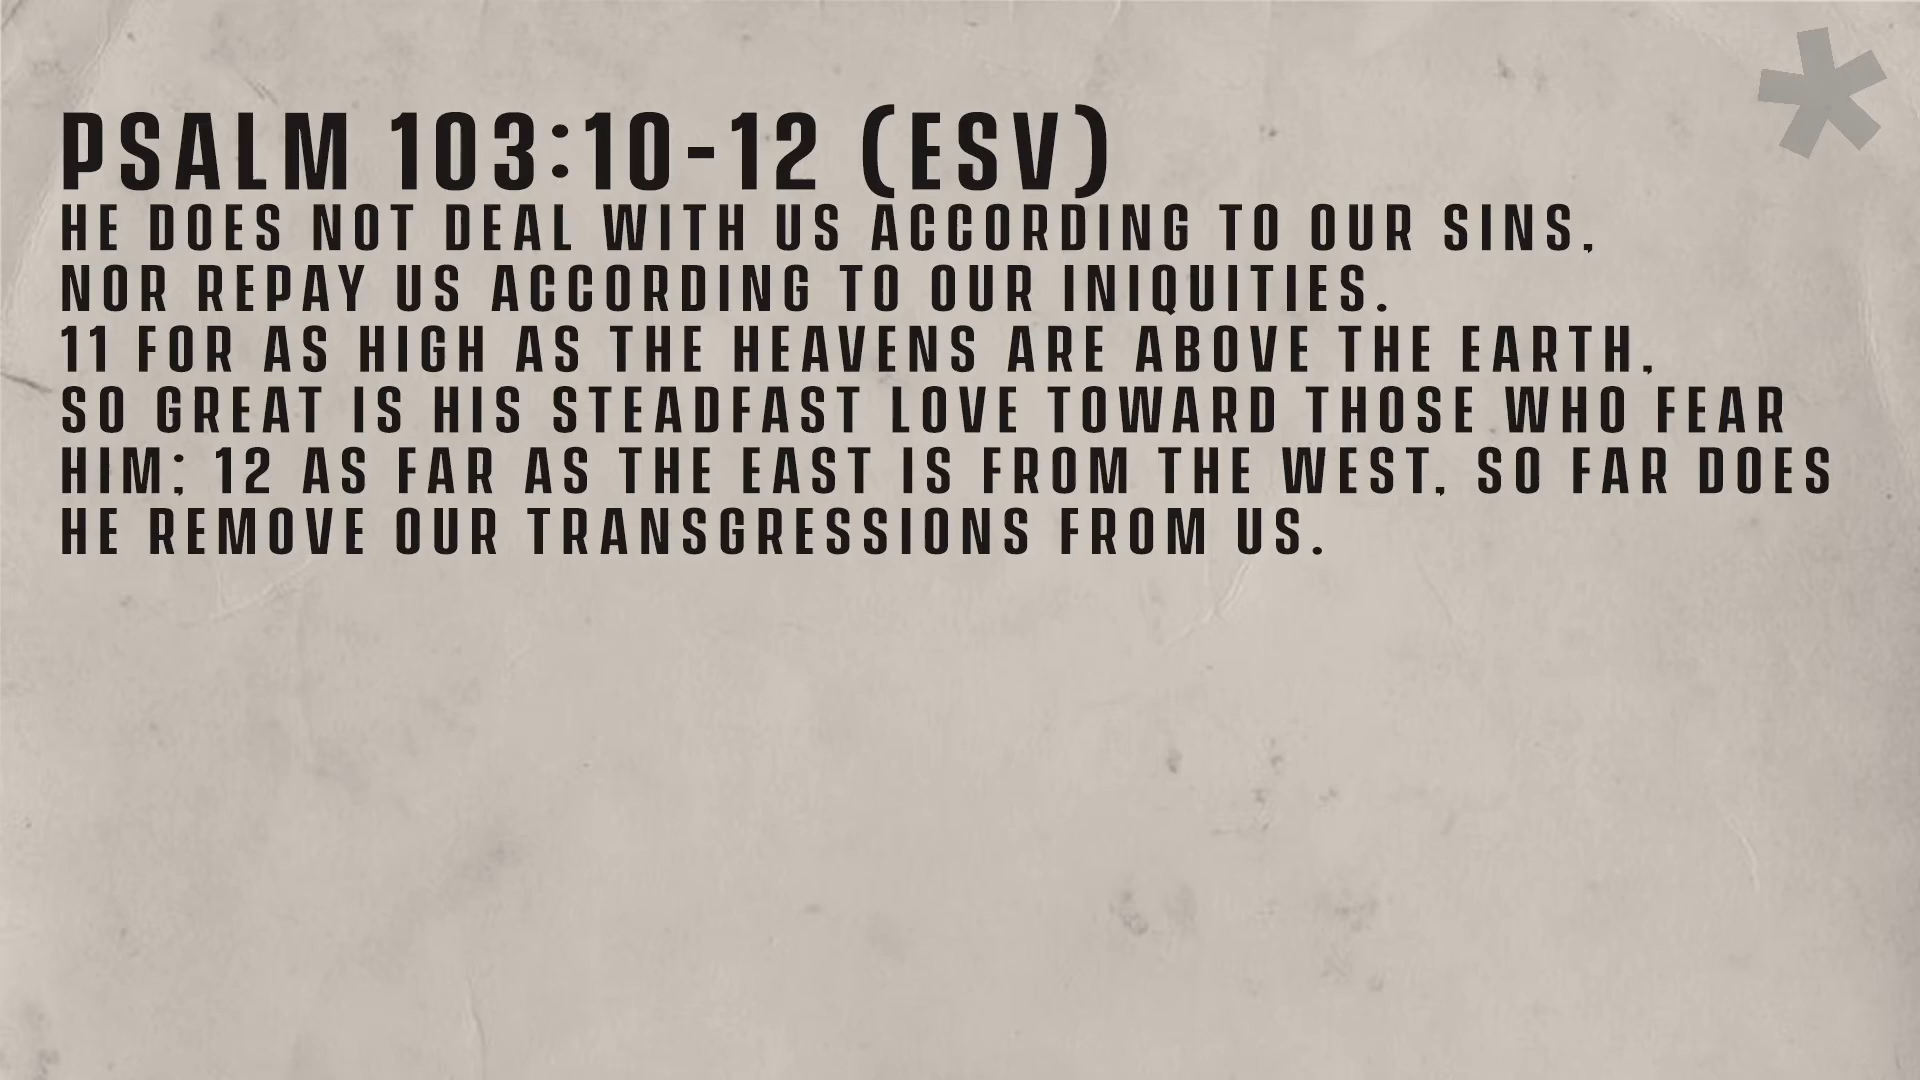 PSALM 103:10-12 (ESV)
HE DOES NOT DEAL WITH US ACCORDING TO OUR SINS,
NOR REPAY US ACCORDING TO OUR INIQUITIES.
11 FOR AS HIGH AS THE HEAVENS ARE ABOVE THE EARTH,
SO GREAT IS HIS STEADFAST LOVE TOWARD THOSE WHO FEAR
HIM; 12 AS FAR AS THE EAST IS FROM THE WEST, SO FAR DOES
HE REMOVE OUR TRANSGRESSIONS FROM US.